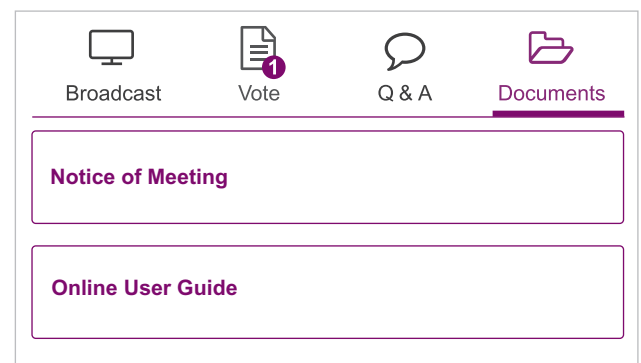 1
Broadcast Vote Q & A Documents
Notice of Meeting
Online User Guide